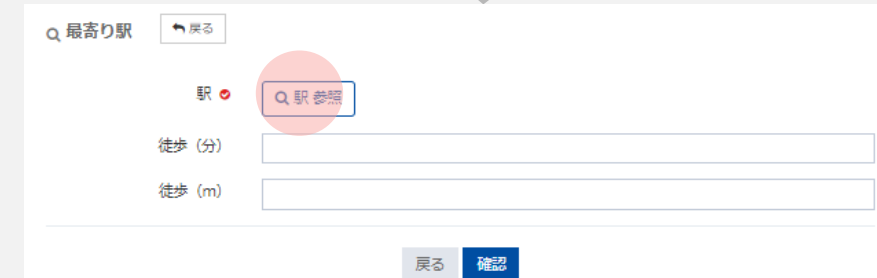 最寄り駅 戻る
駅
駅 参照
徒歩（分）
徒歩（m）
戻る 確認